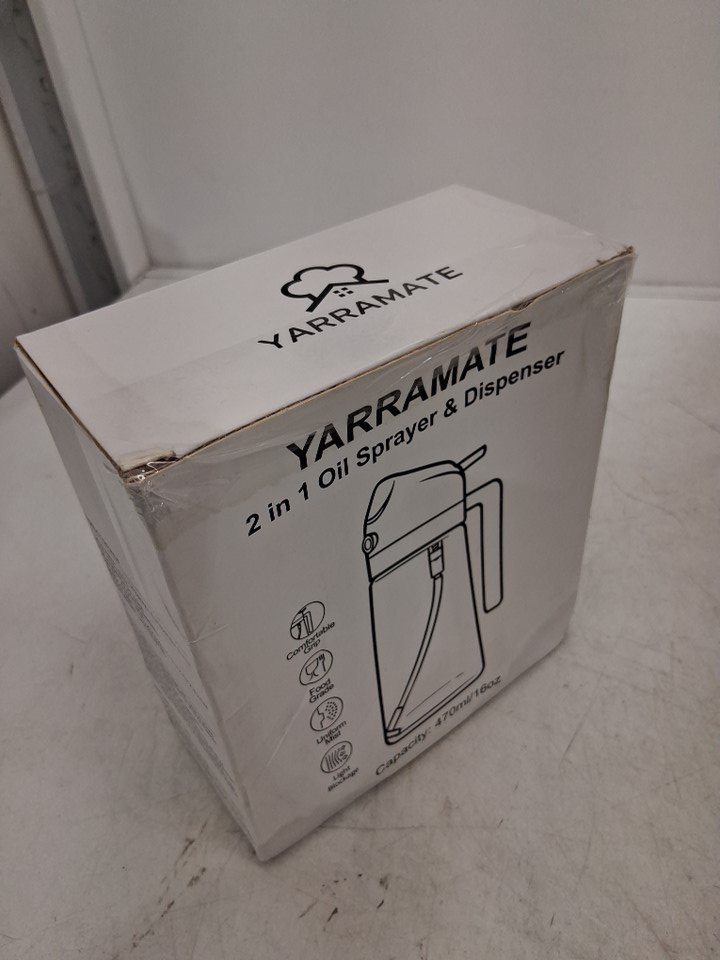 YARRAMATE
YARRAMATE
2 in 1 Oil Sprayer & Dispenser
Comfortable
Grip
Food
Grade
Uniform
Mist
Light
Blockage
Capacity: 470ml/16oz